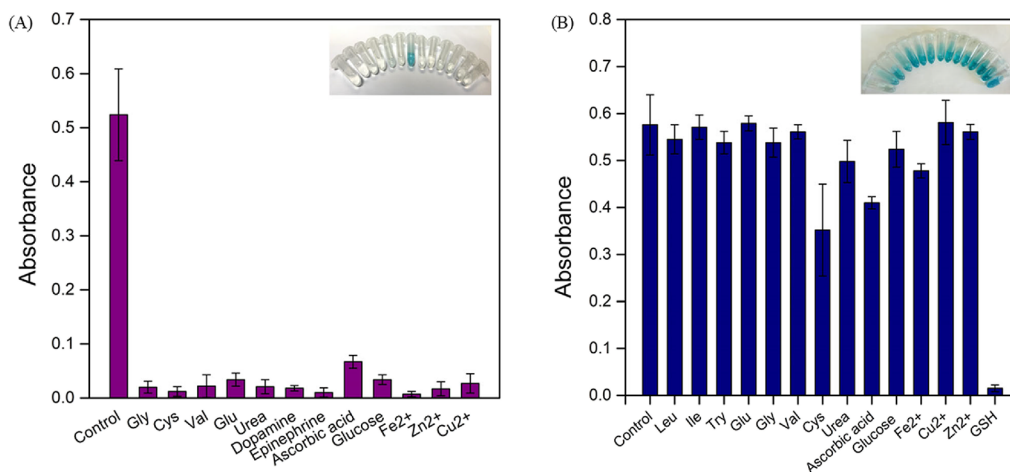 (A)
0.7
0.6
0.5
0.4
0.3
0.2
0.1
0.0
Absorbance
Control
Gly
Cys
Val
Glu
Urea
Dopamine
Epinephrine
Ascorbic acid
Glucose
Fe2+
Zn2+
Cu2+
(B)
0.8
0.7
0.6
0.5
0.4
0.3
0.2
0.1
0.0
Absorbance
Control
Leu
Ile
Try
Glu
Gly
Val
Cys
Urea
Ascorbic acid
Glucose
Fe2+
Cu2+
Zn2+
GSH